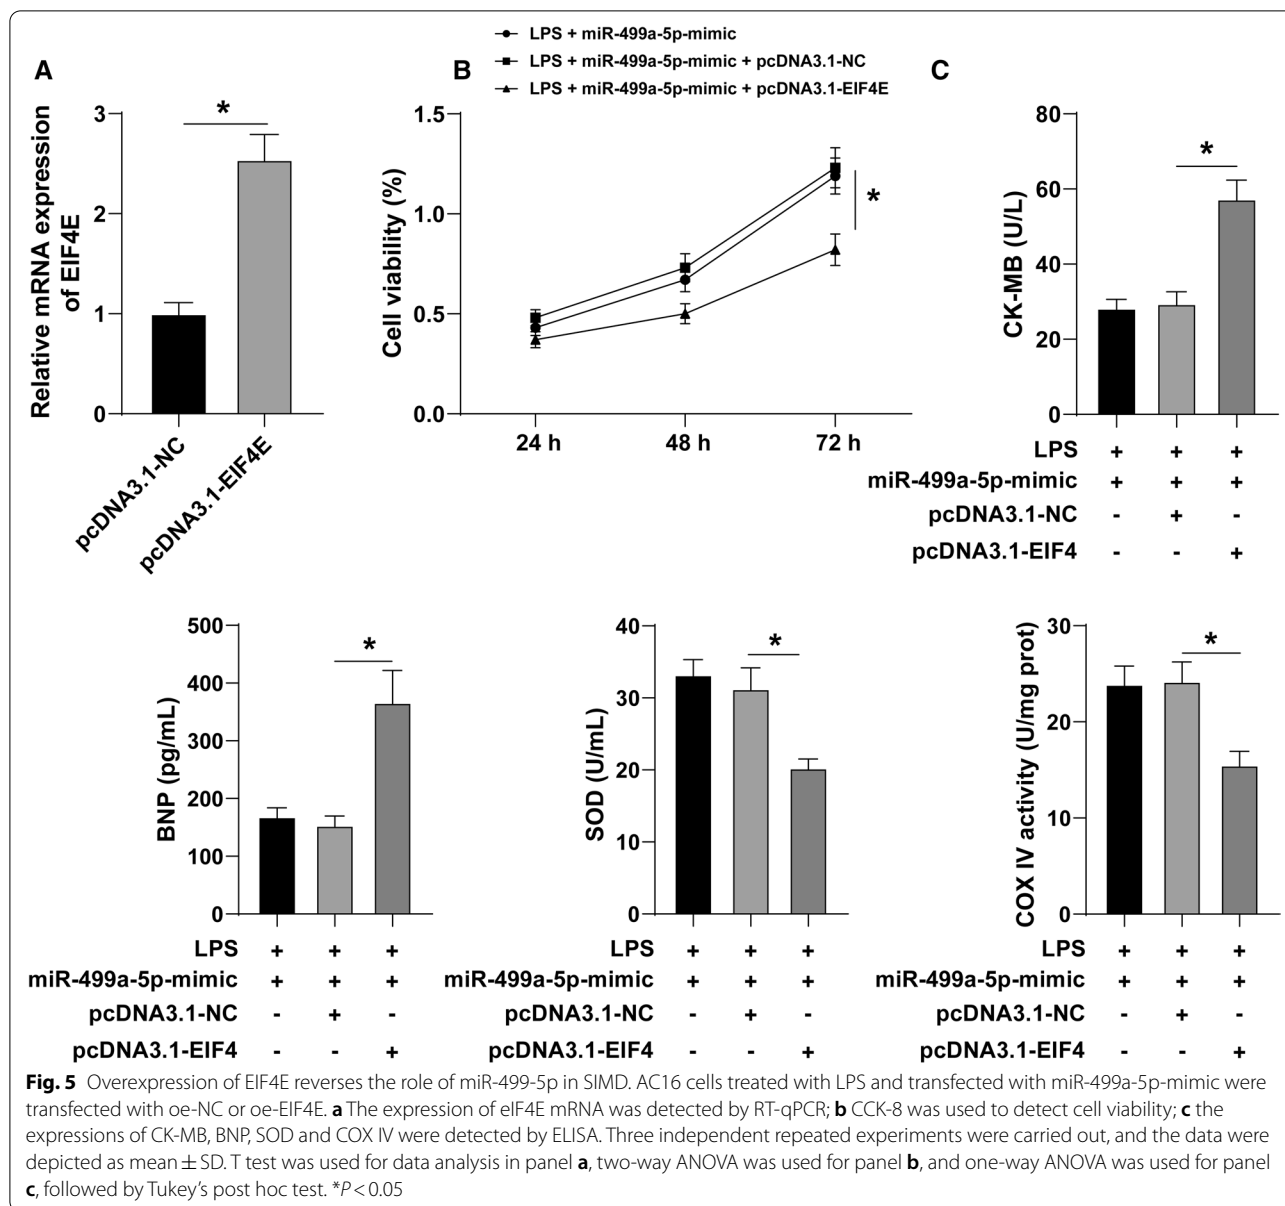 LPS + miR-499a-5p-mimic
LPS + miR-499a-5p-mimic + pcDNA3.1-NC
LPS + miR-499a-5p-mimic + pcDNA3.1-EIF4E
A
*
3
2
1
0
Relative mRNA expression
of EIF4E
pcDNA3.1-NC
pcDNA3.1-EIF4E
B
1.5
1.0
0.5
0.0
Cell viability (%)
*
24 h 48 h 72 h
C
80
60
40
20
0
CK-MB (U/L)
*
LPS + + +
miR-499a-5p-mimic + + +
pcDNA3.1-NC - + -
pcDNA3.1-EIF4 - - +
500
400
300
200
100
0
BNP (pg/mL)
*
LPS + + +
miR-499a-5p-mimic + + +
pcDNA3.1-NC - + -
pcDNA3.1-EIF4 - - +
40
30
20
10
0
SOD (U/mL)
*
LPS + + +
miR-499a-5p-mimic + + +
pcDNA3.1-NC - + -
pcDNA3.1-EIF4 - - +
30
20
10
0
COX IV activity (U/mg prot)
*
LPS + + +
miR-499a-5p-mimic + + +
pcDNA3.1-NC - + -
pcDNA3.1-EIF4 - - +
Fig. 5 Overexpression of EIF4E reverses the role of miR-499-5p in SIMD. AC16 cells treated with LPS and transfected with miR-499a-5p-mimic were
transfected with oe-NC or oe-EIF4E. a The expression of eIF4E mRNA was detected by RT-qPCR; b CCK-8 was used to detect cell viability; c the
expressions of CK-MB, BNP, SOD and COX IV were detected by ELISA. Three independent repeated experiments were carried out, and the data were
depicted as mean ± SD. T test was used for data analysis in panel a, two-way ANOVA was used for panel b, and one-way ANOVA was used for panel
c, followed by Tukey's post hoc test. *P < 0.05